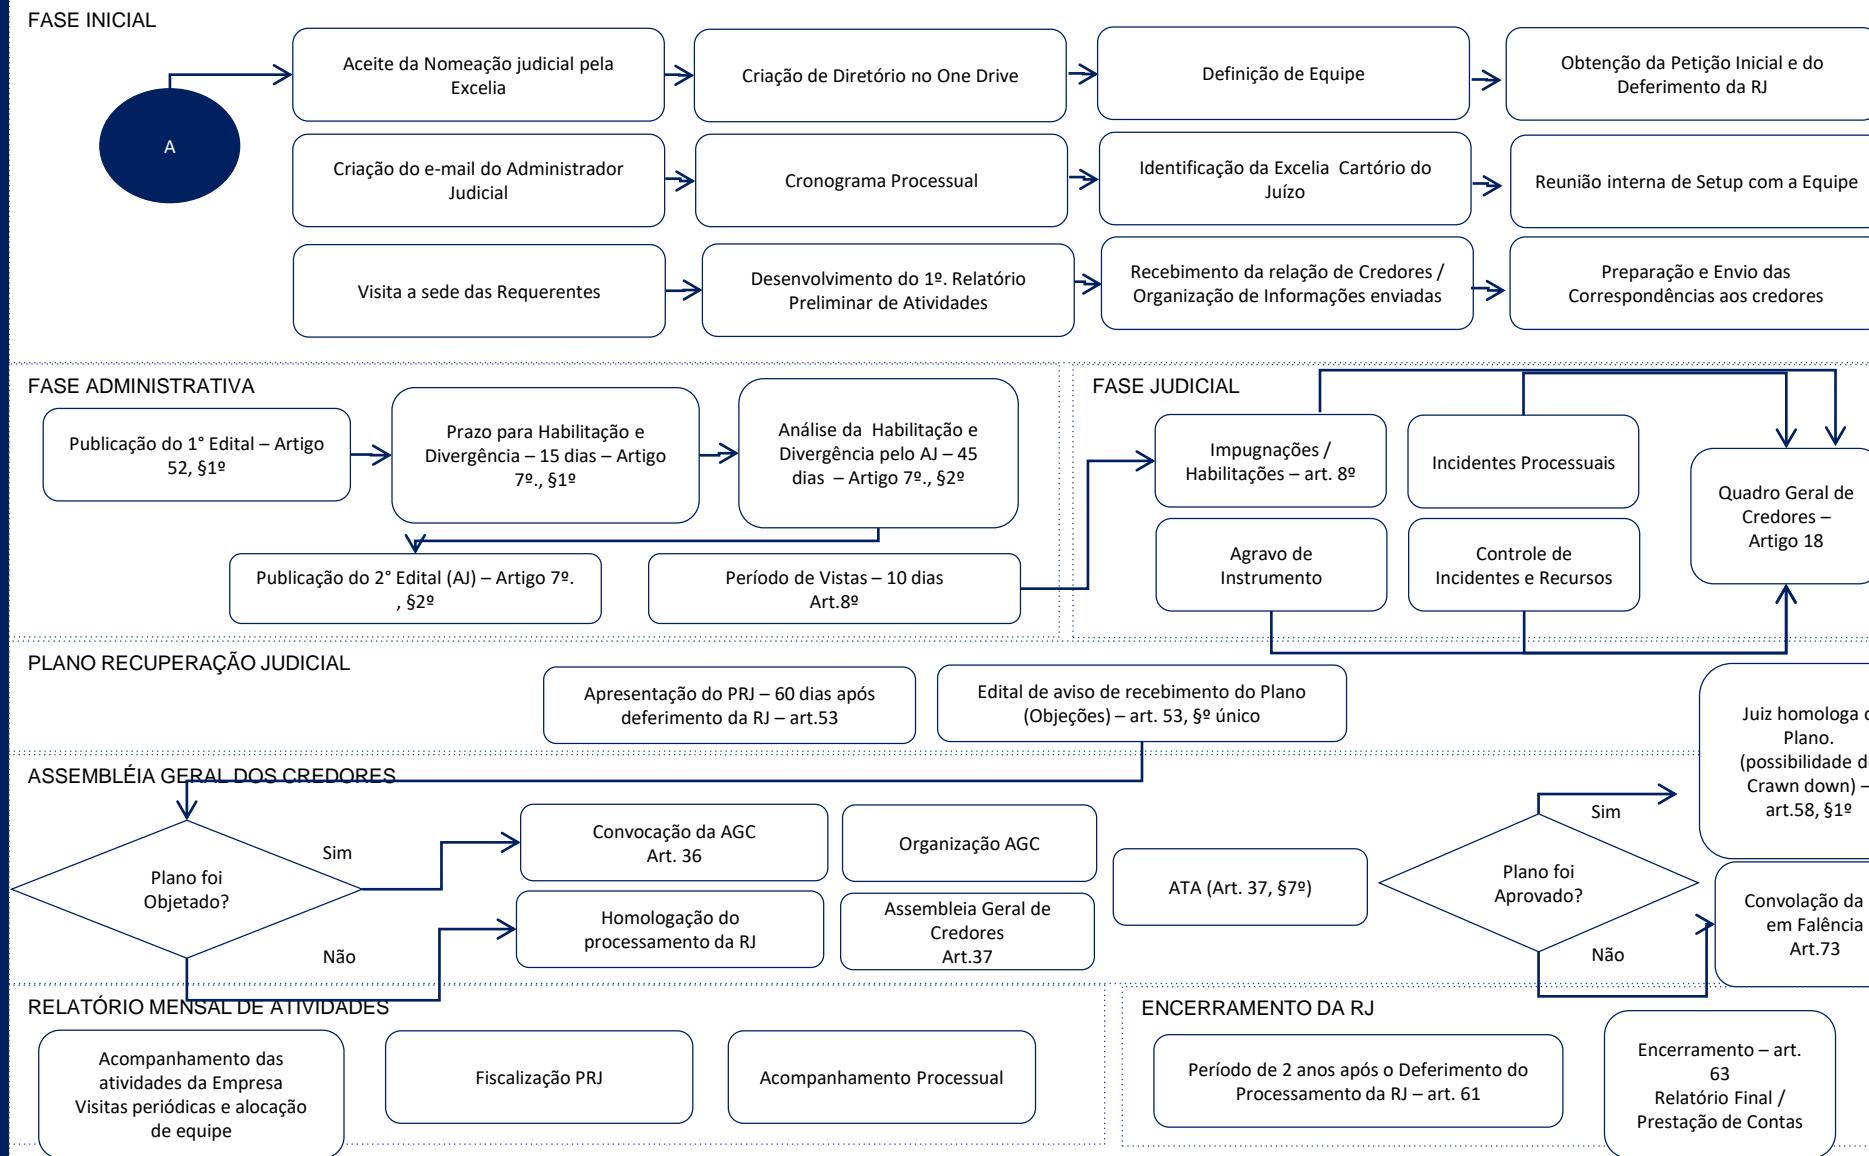 FASE INICIAL
A
Aceite da Nomeação judicial pela
Excelia
Criação de Diretório no One Drive
Definição de Equipe
Obtenção da Petição Inicial e do
Deferimento da RJ
Criação do e-mail do Administrador
Judicial
Cronograma Processual
Identificação da Excelia  Cartório do
Juízo
Reunião interna de Setup com a Equipe
Visita a sede das Requerentes
Desenvolvimento do 1º. Relatório
Preliminar de Atividades
Recebimento da relação de Credores /
Organização de Informações enviadas
Preparação e Envio das
Correspondências aos credores
FASE ADMINISTRATIVA
Publicação do 1° Edital – Artigo
52, §1º
Prazo para Habilitação e
Divergência – 15 dias – Artigo
7º., §1º
Análise da  Habilitação e
Divergência pelo AJ – 45
dias  – Artigo 7º., §2º
Publicação do 2° Edital (AJ) – Artigo 7º.
, §2º
Período de Vistas – 10 dias
Art.8º
FASE JUDICIAL
Impugnações /
Habilitações – art. 8º
Incidentes Processuais
Agravo de
Instrumento
Controle de
Incidentes e Recursos
Quadro Geral de
Credores –
Artigo 18
PLANO RECUPERAÇÃO JUDICIAL
Apresentação do PRJ – 60 dias após
deferimento da RJ – art.53
Edital de aviso de recebimento do Plano
(Objeções) – art. 53, §º único
Juiz homologa
Plano.
(possibilidade
Crawn down) –
art.58, §1º
ASSEMBLÉIA GERAL DOS CREDORES
Plano foi
Objetado?
Sim
Não
Convocação da AGC
Art. 36
Organização AGC
Homologação do
processamento da RJ
Assembleia Geral de
Credores
Art.37
ATA (Art. 37, §7º)
Plano foi
Aprovado?
Sim
Não
Convolação da
em Falência
Art.73
RELATÓRIO MENSAL DE ATIVIDADES
Acompanhamento das
atividades da Empresa
Visitas periódicas e alocação
de equipe
Fiscalização PRJ
Acompanhamento Processual
ENCERRAMENTO DA RJ
Período de 2 anos após o Deferimento do
Processamento da RJ – art. 61
Encerramento – art.
63
Relatório Final /
Prestação de Contas